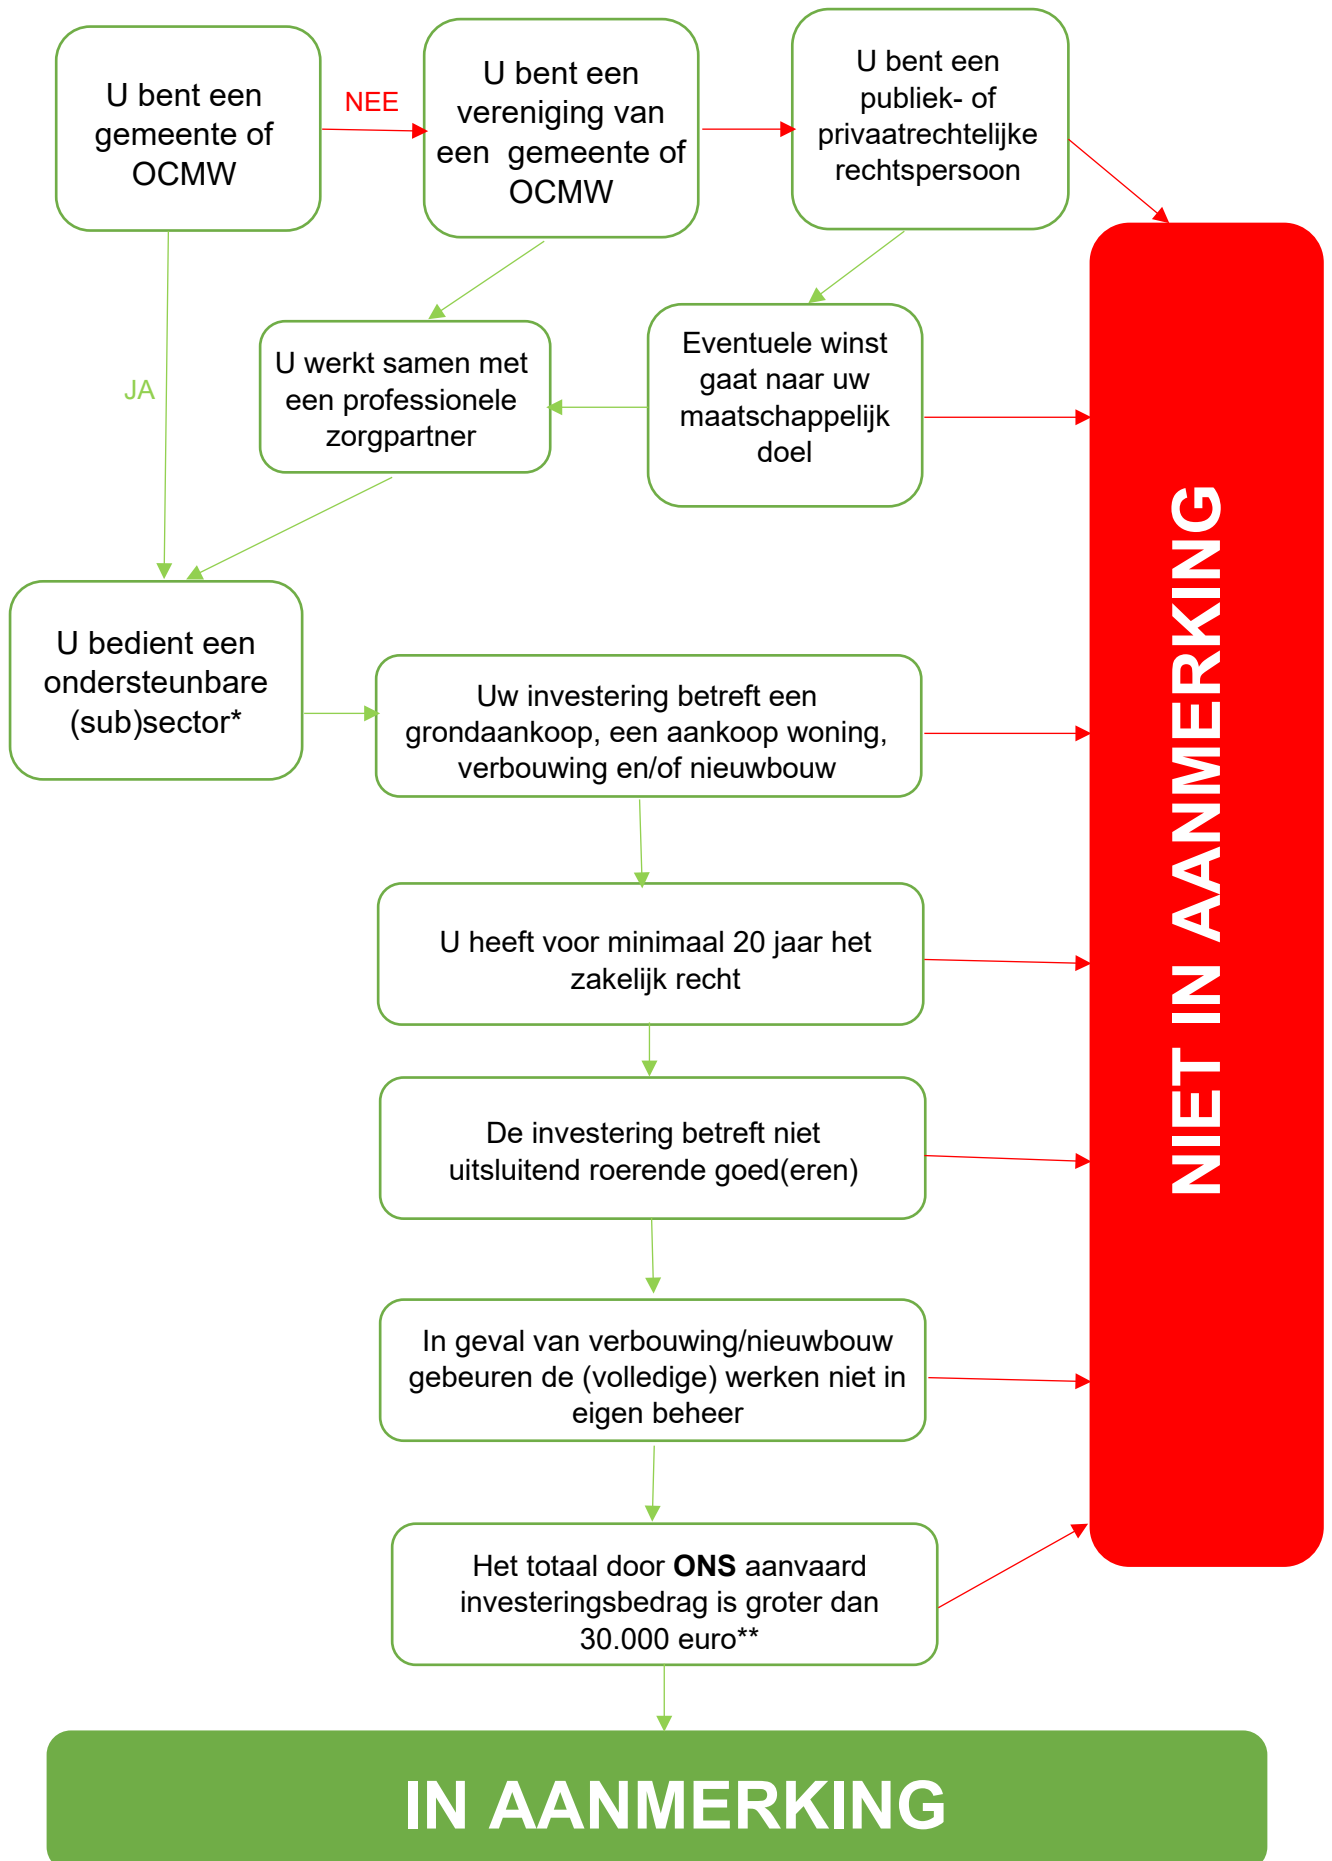 U bent een
gemeente of
OCMW
NEE
U bent een
vereniging van
een gemeente of
OCMW
U bent een
publiek- of
privaatrechtelijke
rechtspersoon
JA
U werkt samen met
een professionele
zorgpartner
Eventuele winst
gaat naar uw
maatschappelijk
doel
U bedient een
ondersteunbare
(sub)sector*
Uw investering betreft een
grondaankoop, een aankoop woning,
verbouwing en/of nieuwbouw
U heeft voor minimaal 20 jaar het
zakelijk recht
De investering betreft niet
uitsluitend roerende goed(eren)
In geval van verbouwing/nieuwbouw
gebeuren de (volledige) werken niet in
eigen beheer
Het totaal door ONS aanvaard
investeringsbedrag is groter dan
30.000 euro**
NIET IN AANMERKING
IN AANMERKING